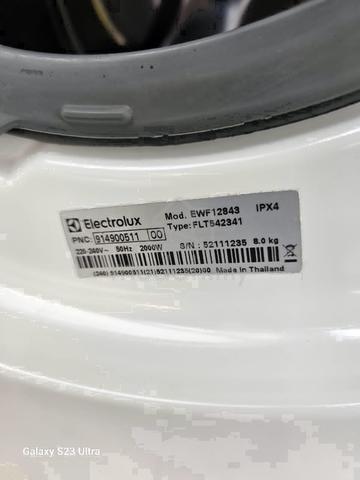 Electrolux Mod. EWF12843 IPX4
PNC: 914900511 00 Type: FLT542341
220-240V~ 50Hz 2000W S/N : 52111235 8.0 kg
(240) 914900511(21)52111235(20)00 Made in Thailand
Galaxy S23 Ultra